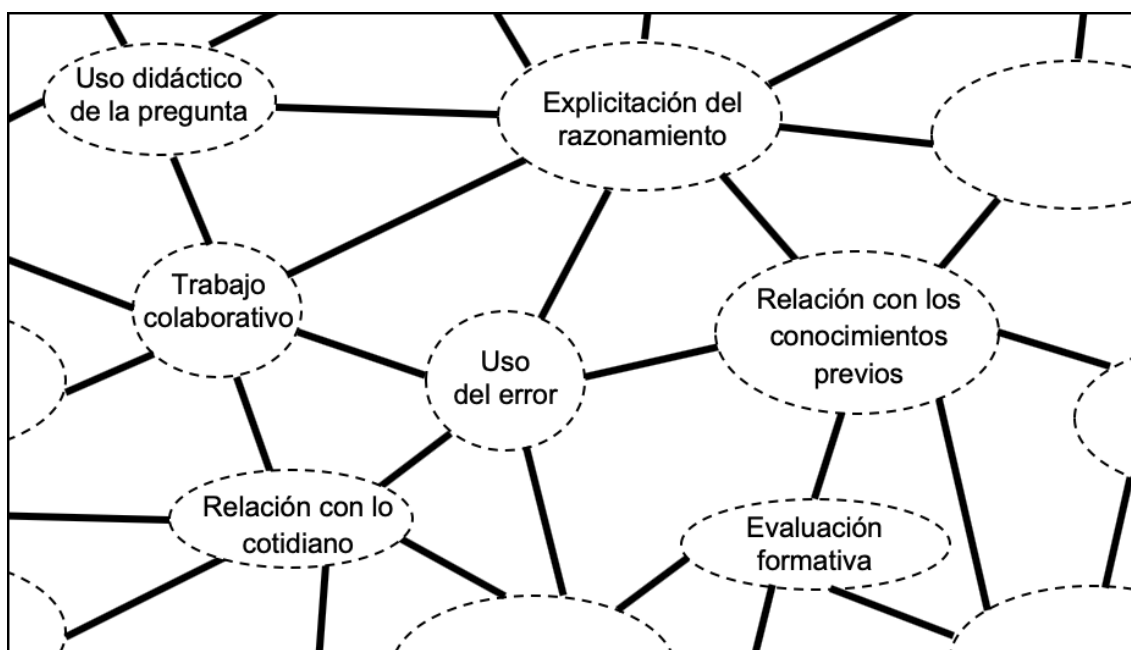 Uso didáctico
de la pregunta
Explicitación del
razonamiento
Trabajo
colaborativo
Uso
del error
Relación con los
conocimientos
previos
Relación con lo
cotidiano
Evaluación
formativa